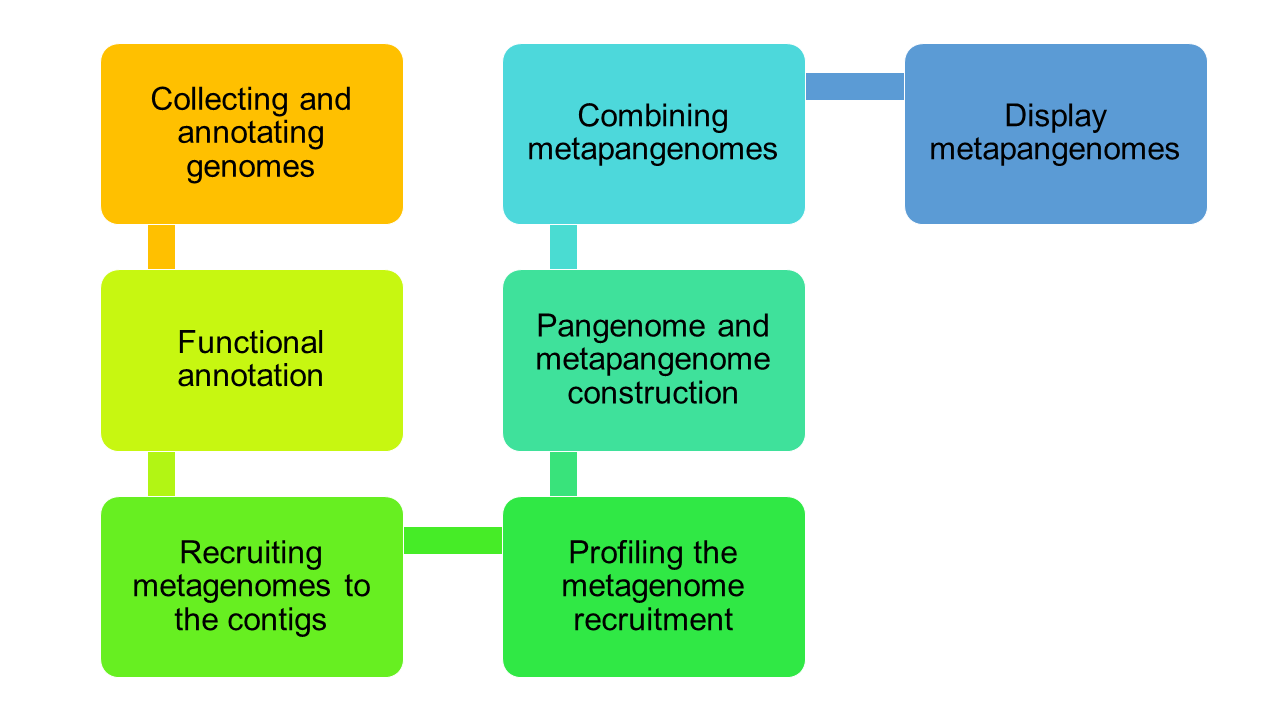 Collecting and
annotating
genomes
Functional
annotation
Recruiting
metagenomes to
the contigs
Profiling the
metagenome
recruitment
Pangenome and
metapangenome
construction
Combining
metapangenomes
Display
metapangenomes